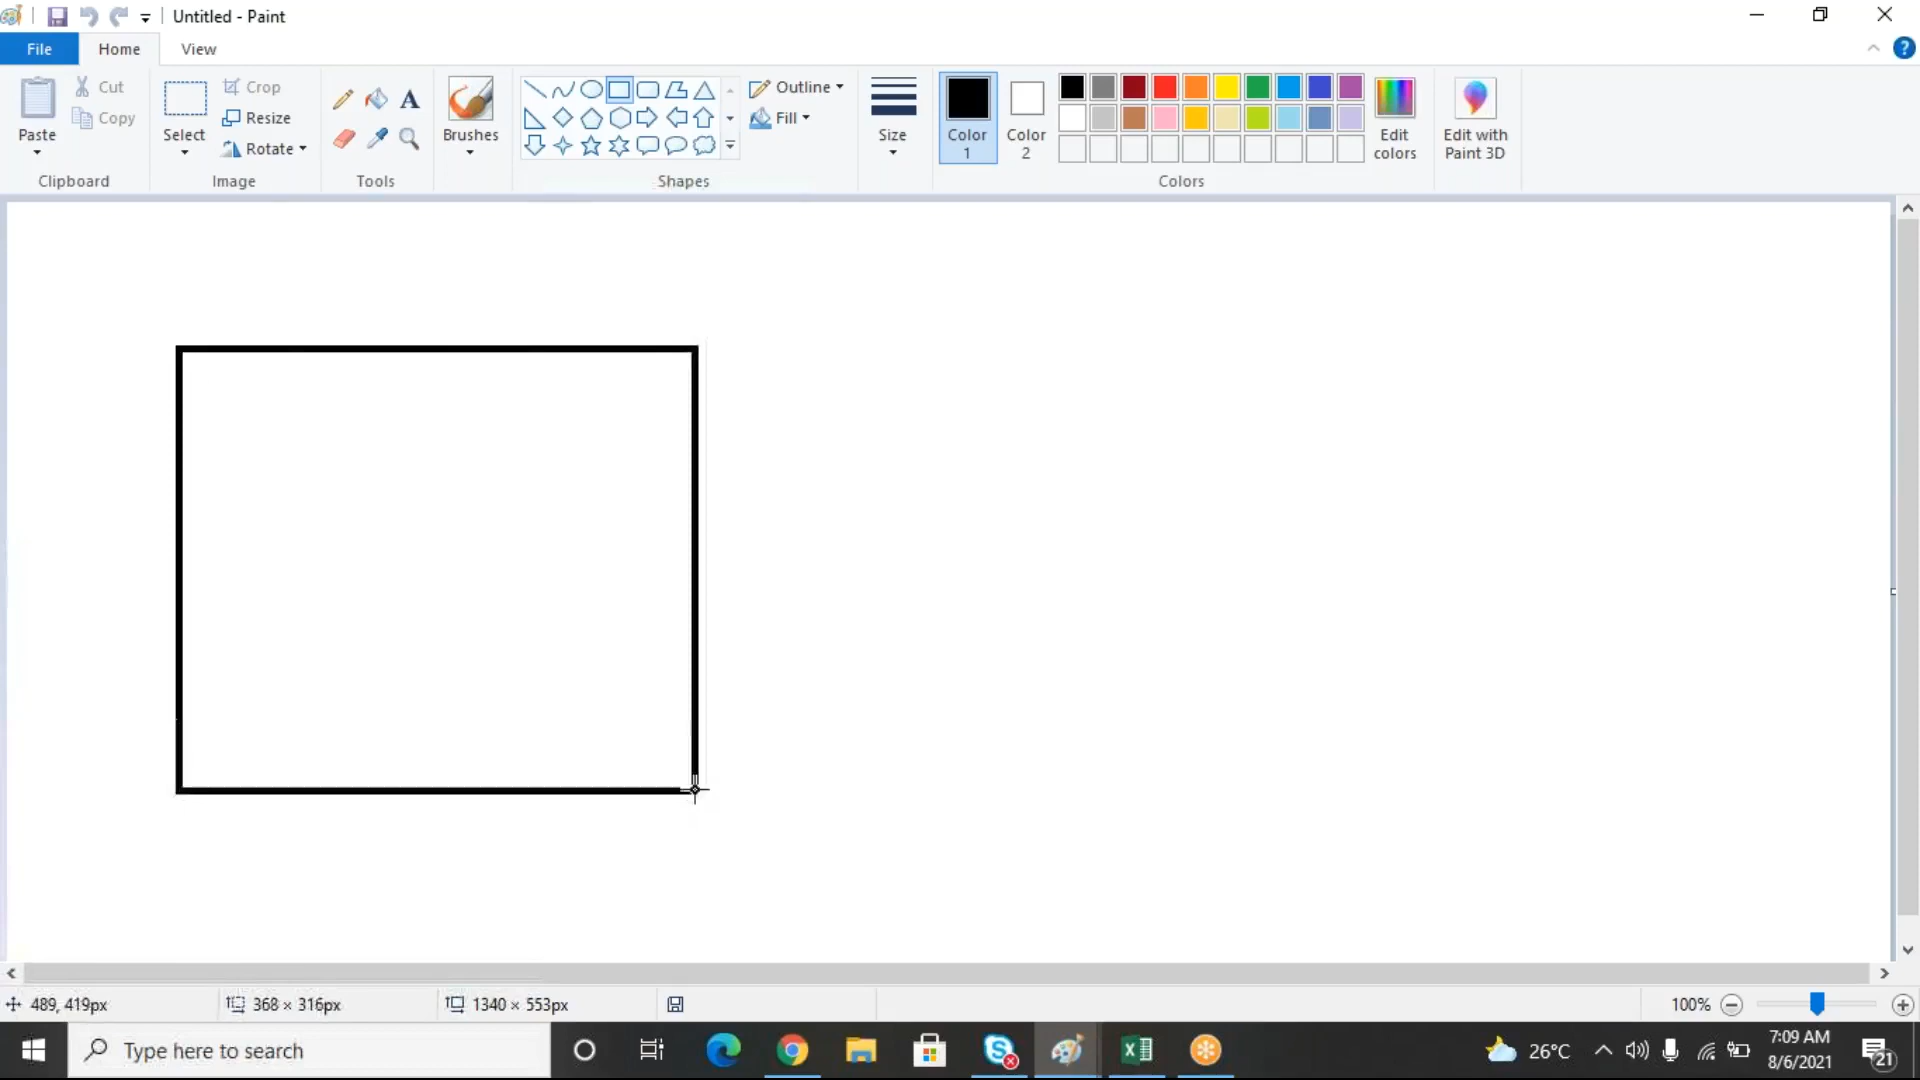 Untitled - Paint
File Home View
Paste Cut Copy
Clipboard
Select Crop Resize Rotate
Image
A
Tools
Brushes
Outline Fill
Shapes
Size
Color 1 Color 2
Edit colors
Colors
Edit with Paint 3D
?
489, 419px 368 × 316px 1340 × 553px 100%
Type here to search
26°C
7:09 AM
8/6/2021
21